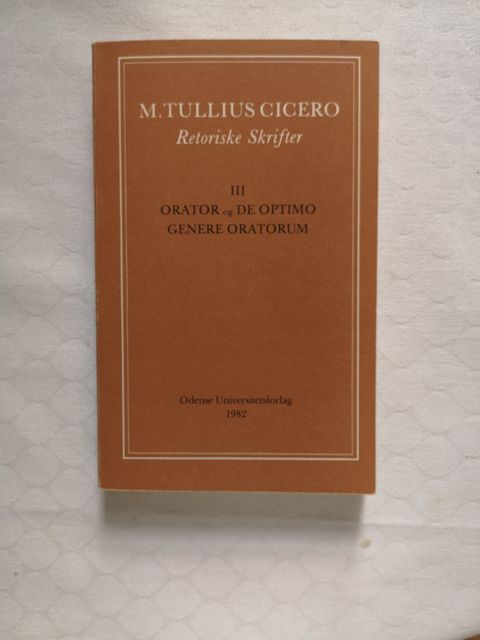 M. TULLIUS CICERO
Retoriske Skrifter
III
ORATOR og DE OPTIMO
GENERE ORATORUM
Odense Universitetsforlag
1982